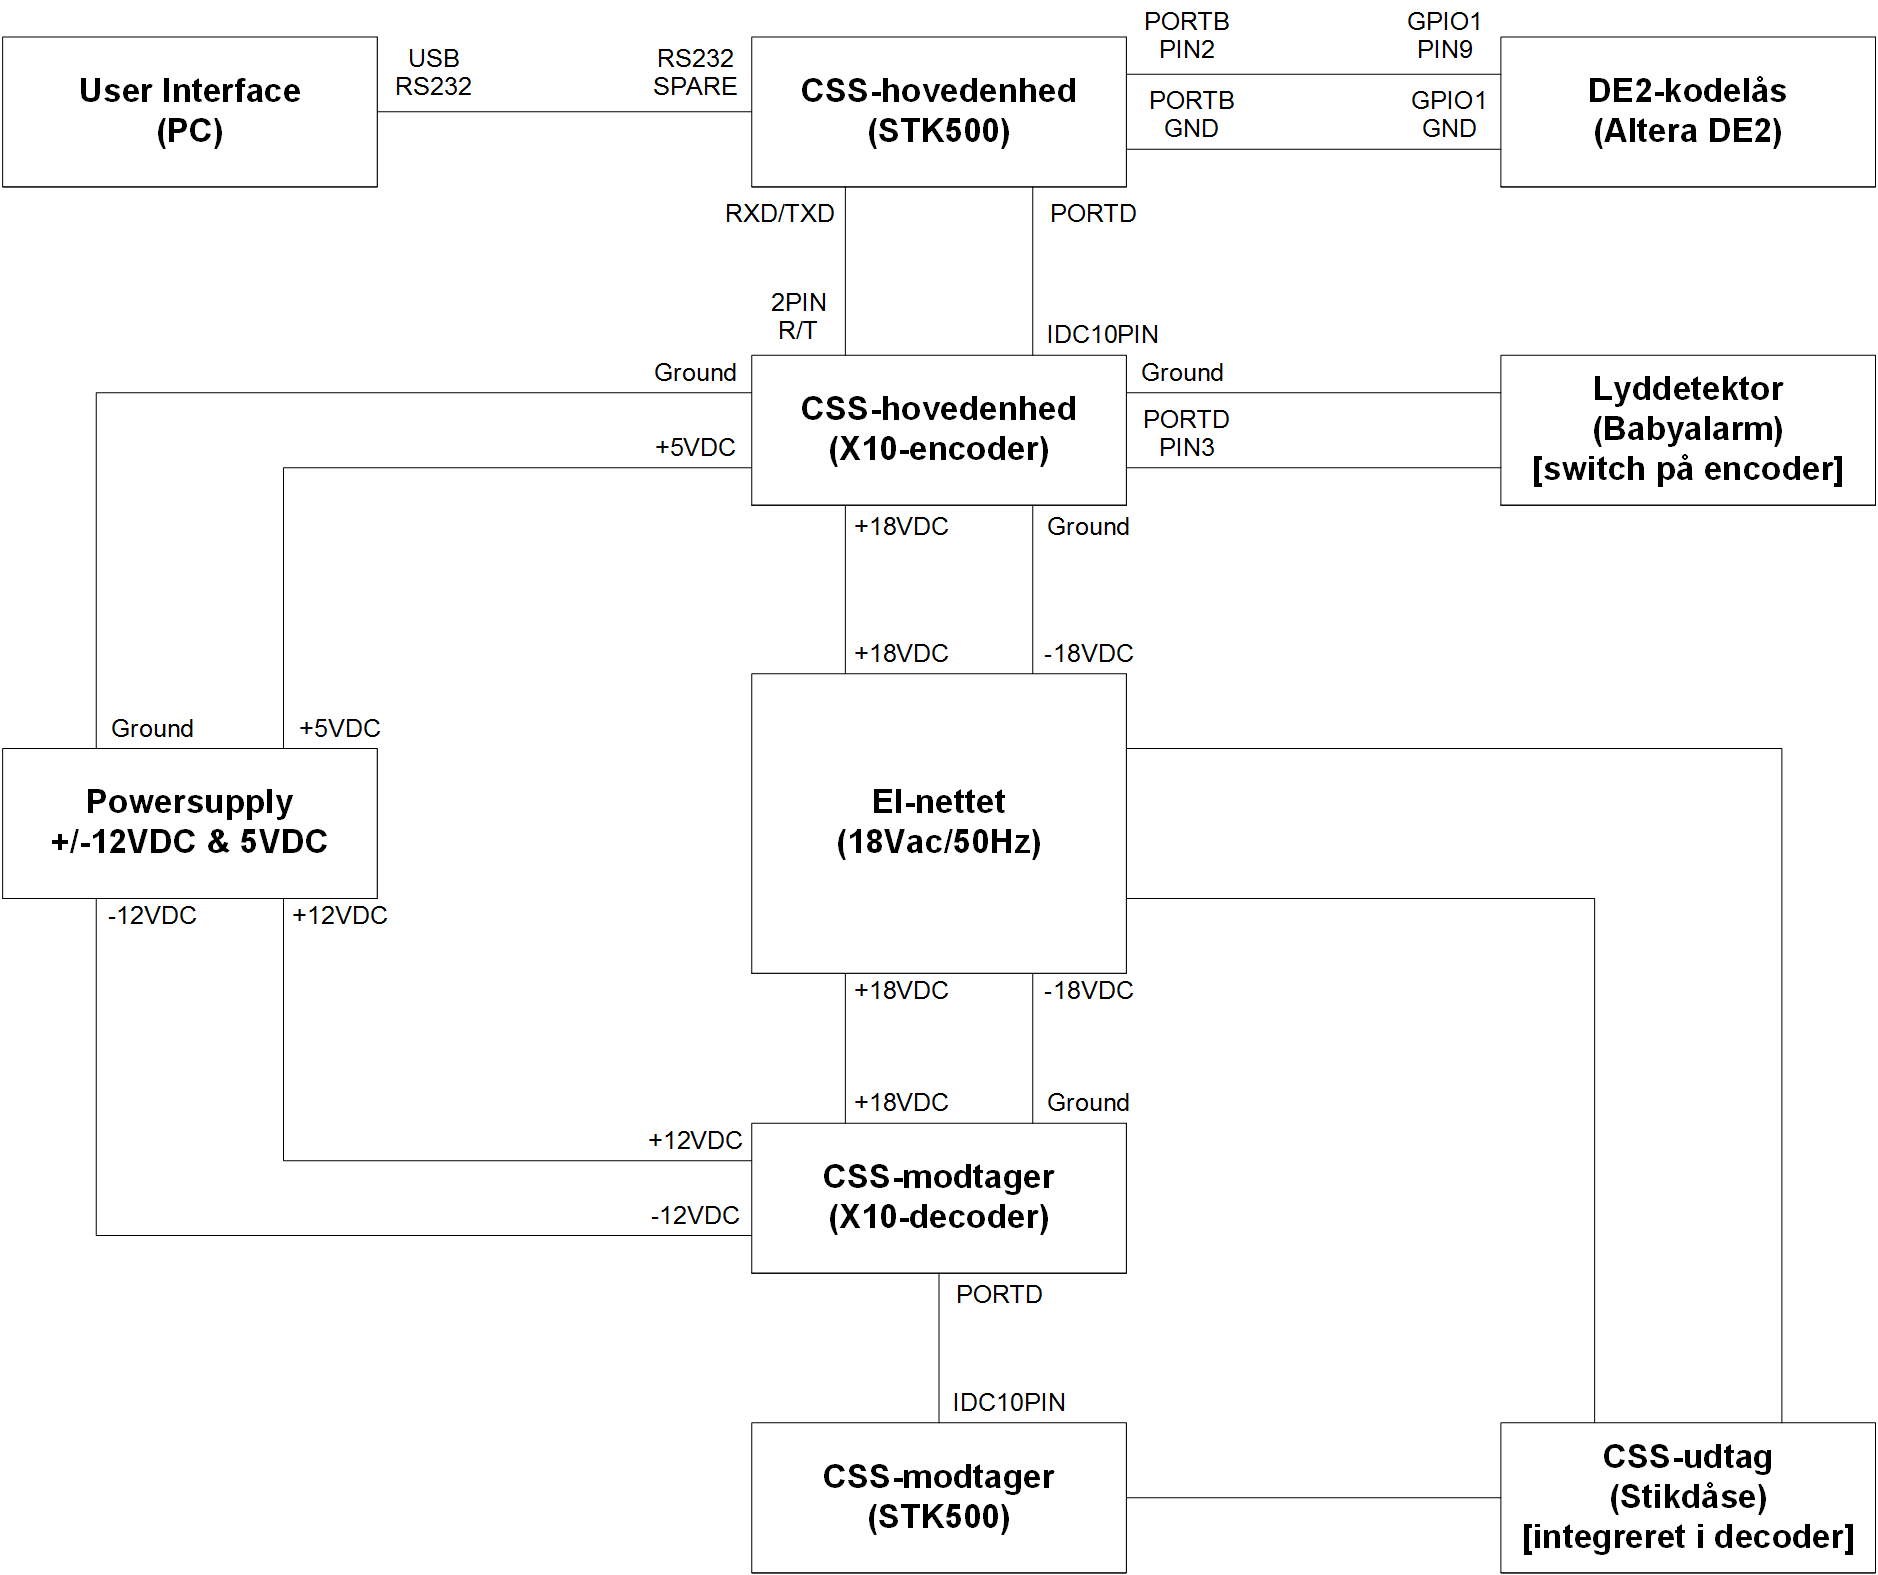 PORTB
PIN2
GPIO1
PIN9
USB
RS232
RS232
SPARE
User Interface
(PC)
CSS-hovedenhed
(STK500)
PORTB
GND
GPIO1
GND
DE2-kodelås
(Altera DE2)
RXD/TXD
PORTD
2PIN
R/T
IDC10PIN
Ground
Ground
CSS-hovedenhed
(X10-encoder)
PORTD
PIN3
Lyddetektor
(Babyalarm)
[switch på encoder]
+5VDC
+18VDC
Ground
+18VDC
-18VDC
Ground
+5VDC
Powersupply
+/-12VDC & 5VDC
El-nettet
(18Vac/50Hz)
-12VDC
+12VDC
+18VDC
-18VDC
+18VDC
Ground
+12VDC
-12VDC
CSS-modtager
(X10-decoder)
PORTD
IDC10PIN
CSS-modtager
(STK500)
CSS-udtag
(Stikdåse)
[integreret i decoder]